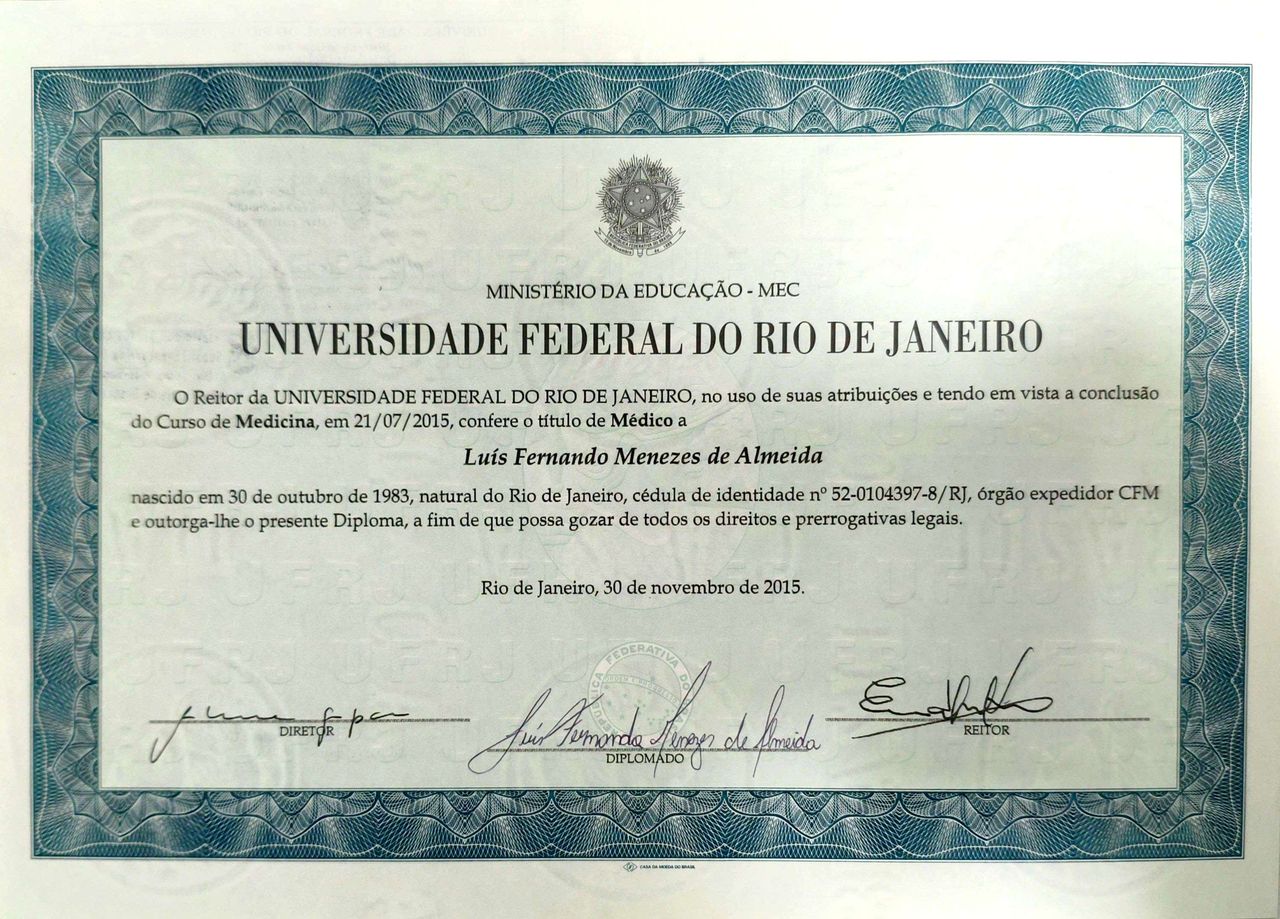 MINISTÉRIO DA EDUCAÇÃO - MEC
UNIVERSIDADE FEDERAL DO RIO DE JANEIRO
O Reitor da UNIVERSIDADE FEDERAL DO RIO DE JANEIRO, no uso de suas atribuições e tendo em vista a conclusão
do Curso de Medicina, em 21/07/2015, confere o título de Médico a
Luís Fernando Menezes de Almeida
nascido em 30 de outubro de 1983, natural do Rio de Janeiro, cédula de identidade nº 52-0104397-8/RJ, órgão expedidor CFM
e outorga-lhe o presente Diploma, a fim de que possa gozar de todos os direitos e prerrogativas legais.
Rio de Janeiro, 30 de novembro de 2015.
Luís Fernando Menezes de Almeida
DIRETOR
DIPLOMADO
REITOR
CASA DA MOEDA DO BRASIL